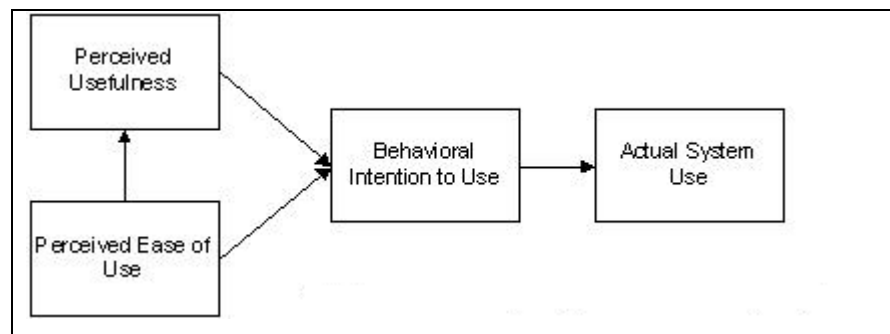 Perceived
Usefulness
Behavioral
Intention to Use
Actual System
Use
Perceived Ease of
Use